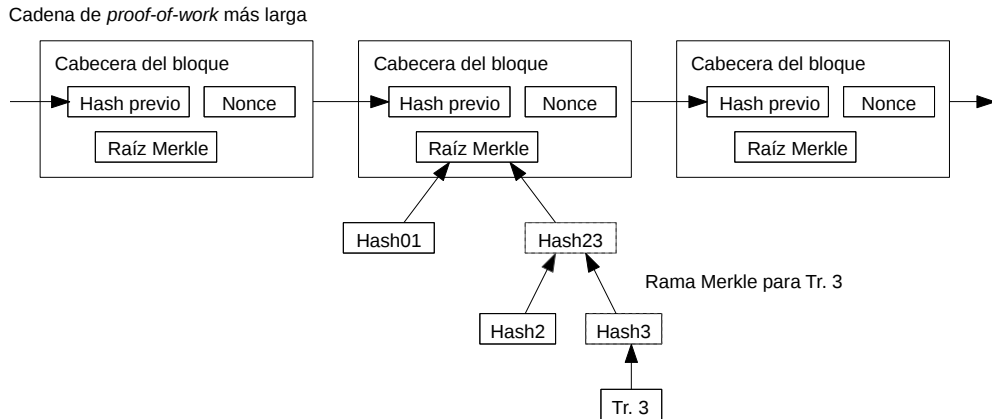 Cadena de proof-of-work más larga
Cabecera del bloque
Hash previo
Nonce
Raíz Merkle
Cabecera del bloque
Hash previo
Nonce
Raíz Merkle
Cabecera del bloque
Hash previo
Nonce
Raíz Merkle
Hash01
Hash23
Rama Merkle para Tr. 3
Hash2
Hash3
Tr. 3